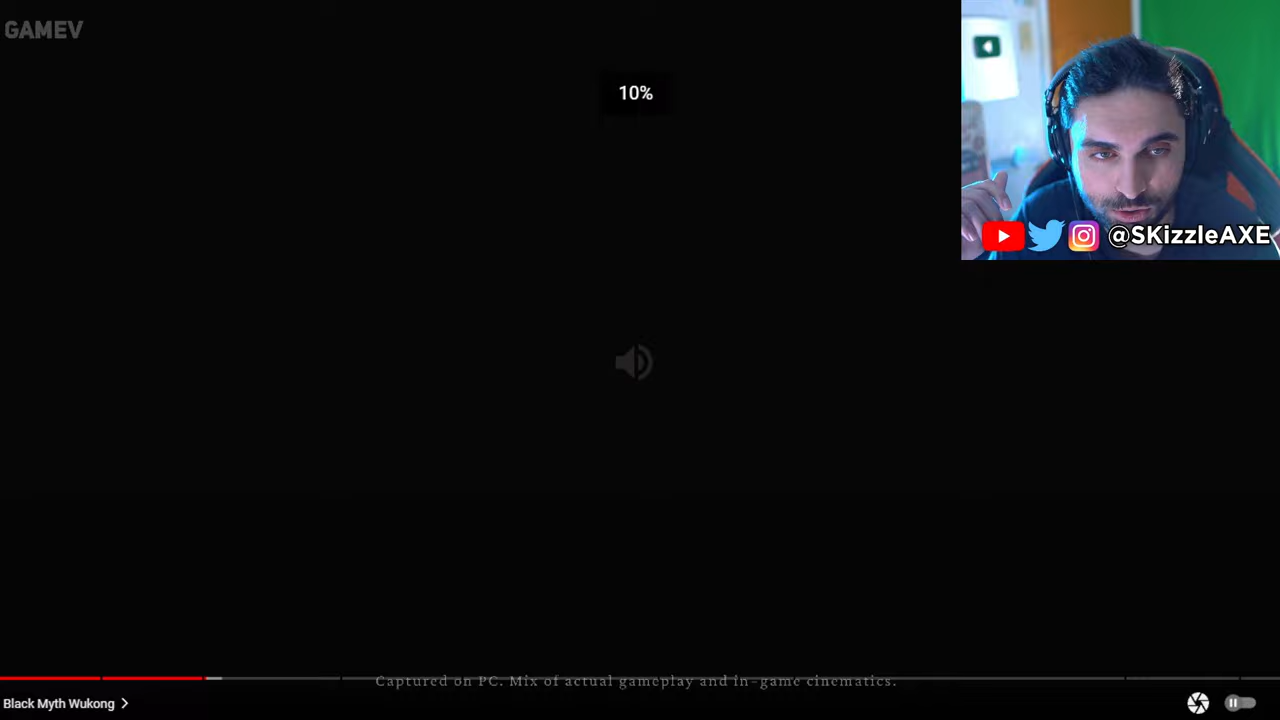 GAMEV
10%
@SKizzleAXE
Captured on PC. Mix of actual gameplay and in-game cinematics.
Black Myth Wukong